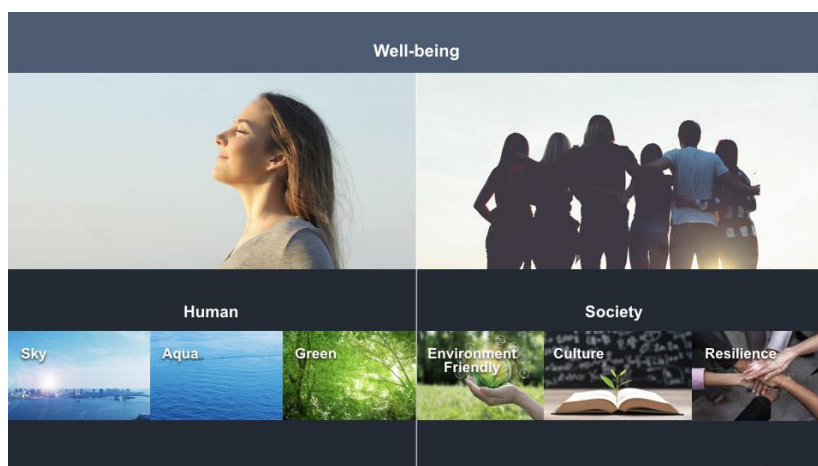 Well-being
Human
Society
Sky
Aqua
Green
Environment
Friendly
Culture
Resilience